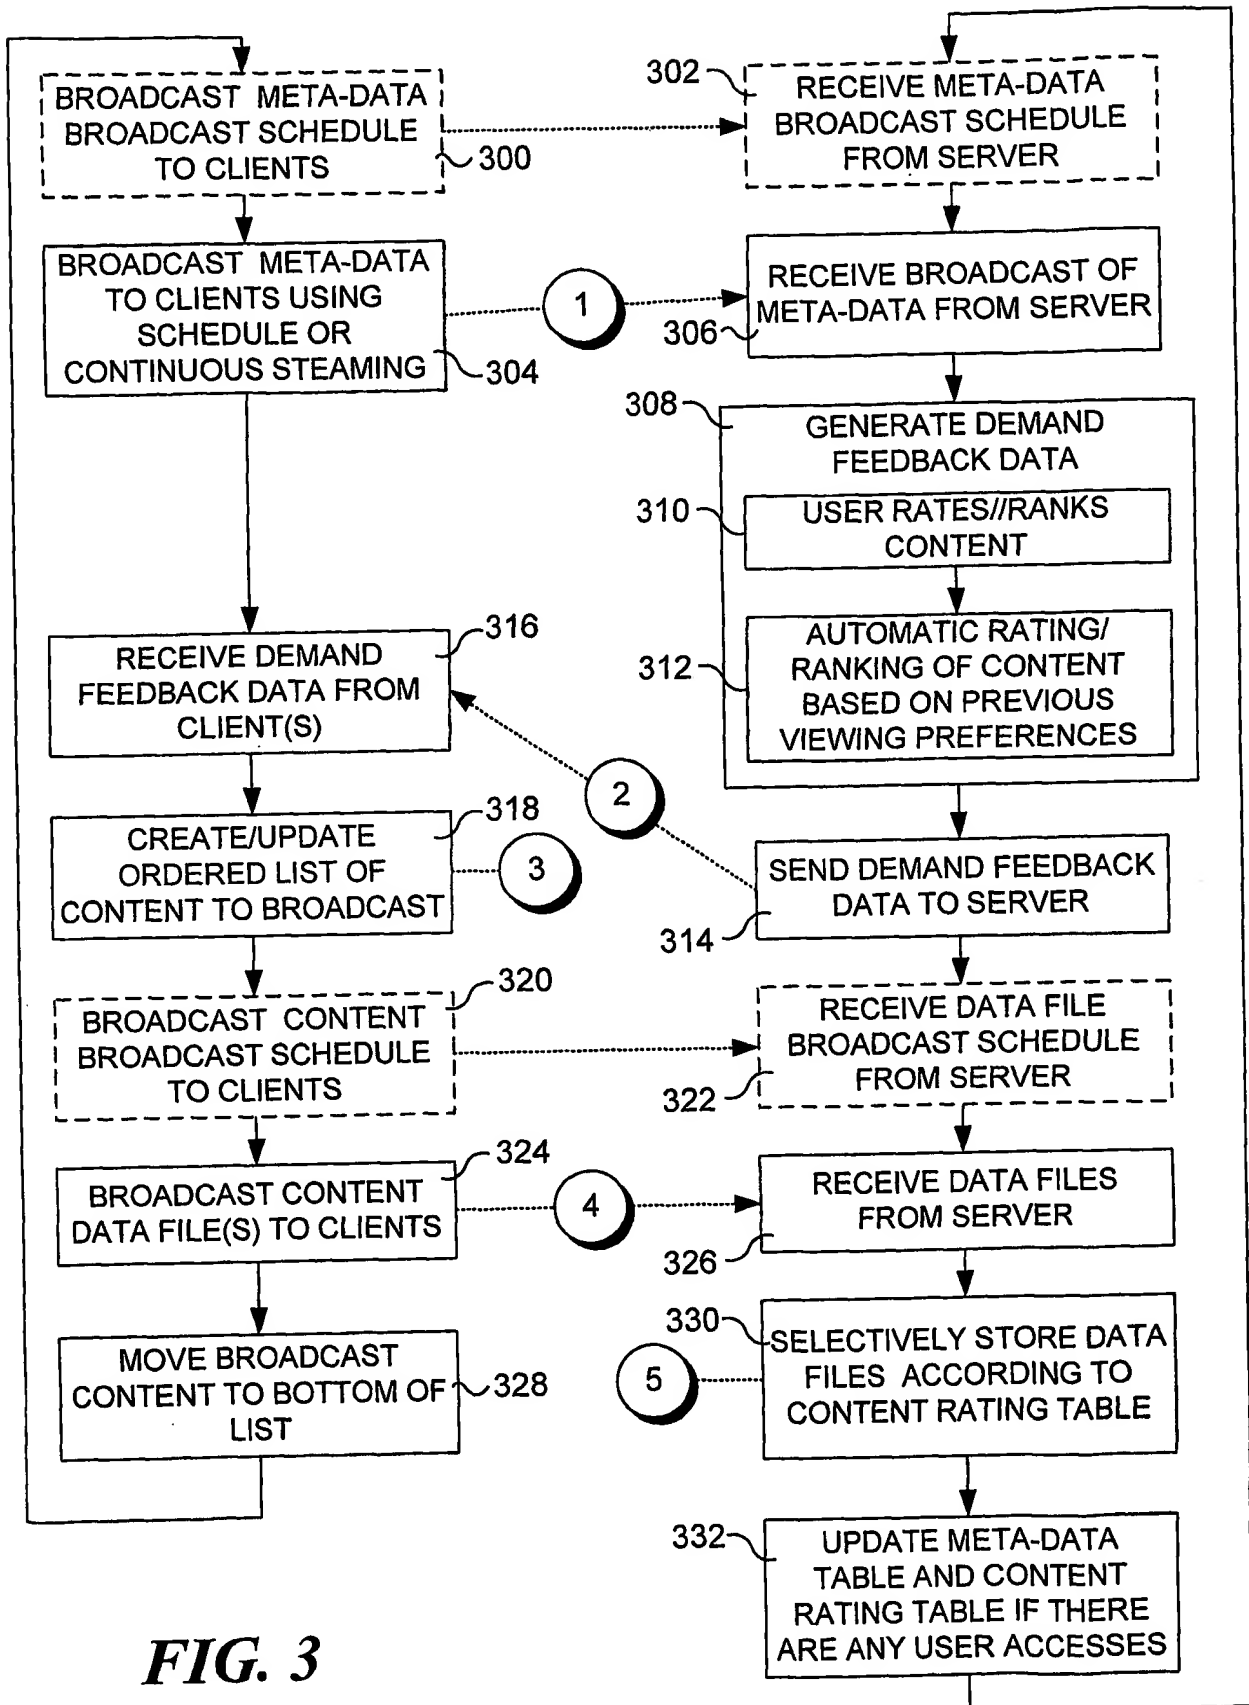 BROADCAST META-DATA
BROADCAST SCHEDULE
TO CLIENTS
300
302
RECEIVE META-DATA
BROADCAST SCHEDULE
FROM SERVER
BROADCAST META-DATA
TO CLIENTS USING
SCHEDULE OR
CONTINUOUS STEAMING
304
1
RECEIVE BROADCAST OF
META-DATA FROM SERVER
306
308
GENERATE DEMAND
FEEDBACK DATA
310
USER RATES//RANKS
CONTENT
312
AUTOMATIC RATING/
RANKING OF CONTENT
BASED ON PREVIOUS
VIEWING PREFERENCES
316
RECEIVE DEMAND
FEEDBACK DATA FROM
CLIENT(S)
2
318
CREATE/UPDATE
ORDERED LIST OF
CONTENT TO BROADCAST
3
SEND DEMAND FEEDBACK
DATA TO SERVER
314
320
BROADCAST CONTENT
BROADCAST SCHEDULE
TO CLIENTS
RECEIVE DATA FILE
BROADCAST SCHEDULE
FROM SERVER
322
324
BROADCAST CONTENT
DATA FILE(S) TO CLIENTS
4
RECEIVE DATA FILES
FROM SERVER
326
MOVE BROADCAST
CONTENT TO BOTTOM OF
LIST
328
330
SELECTIVELY STORE DATA
FILES ACCORDING TO
CONTENT RATING TABLE
5
332
UPDATE META-DATA
TABLE AND CONTENT
RATING TABLE IF THERE
ARE ANY USER ACCESSES
FIG. 3